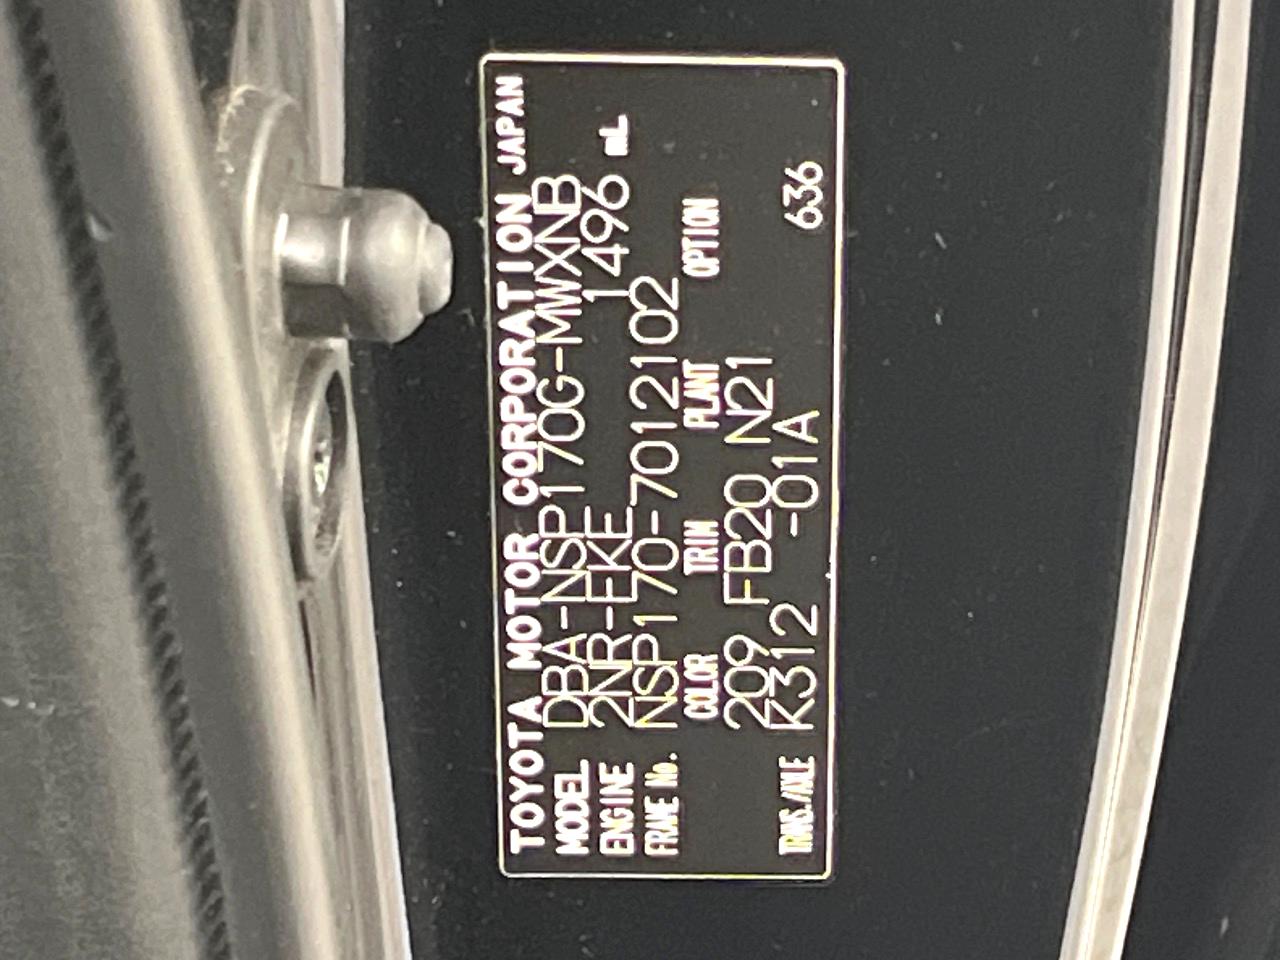 TOYOTA MOTOR CORPORATION JAPAN
MODEL DBA-NSP170G-MWXNB
ENGINE 2NR-FKE 1496 mL
FRAME No. NSP170-7012102
COLOR TRIM PLANT OPTION
209 FB20 N21
TRANS./AXLE K312 -01A 636